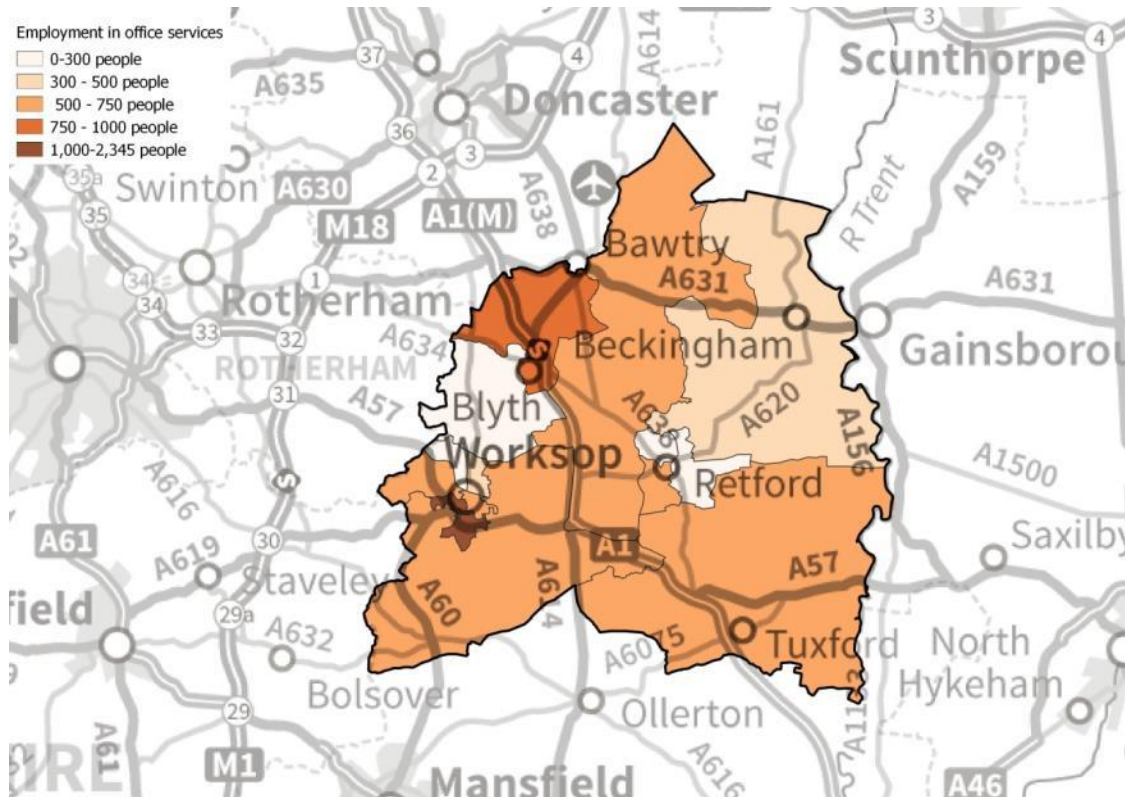 Employment in office services
0-300 people
300 - 500 people
500 - 750 people
750 - 1000 people
1,000-2,345 people
37
4
A614
3
4
Scunthorpe
A635
Doncaster
36
3
2
A161
A159
35a
Swinton
A630
A1(M)
A638
R Trent
35
M18
Bawtry
34
1
A631
A631
34
Rotherham
33
32
A634
S
Beckingham
Gainsborou
ROTHERHAM
31
A57
Blyth
A638
A620
A156
Worksop
A1500
A616
S
Retford
A61
30
A1
Saxilby
A619
Staveley
A57
field
29a
A60
A614
A632
A6075
Tuxford
North
Bolsover
Hykeham
29
Ollerton
A1133
A61
IRE
M1
A616
Mansfield
A46